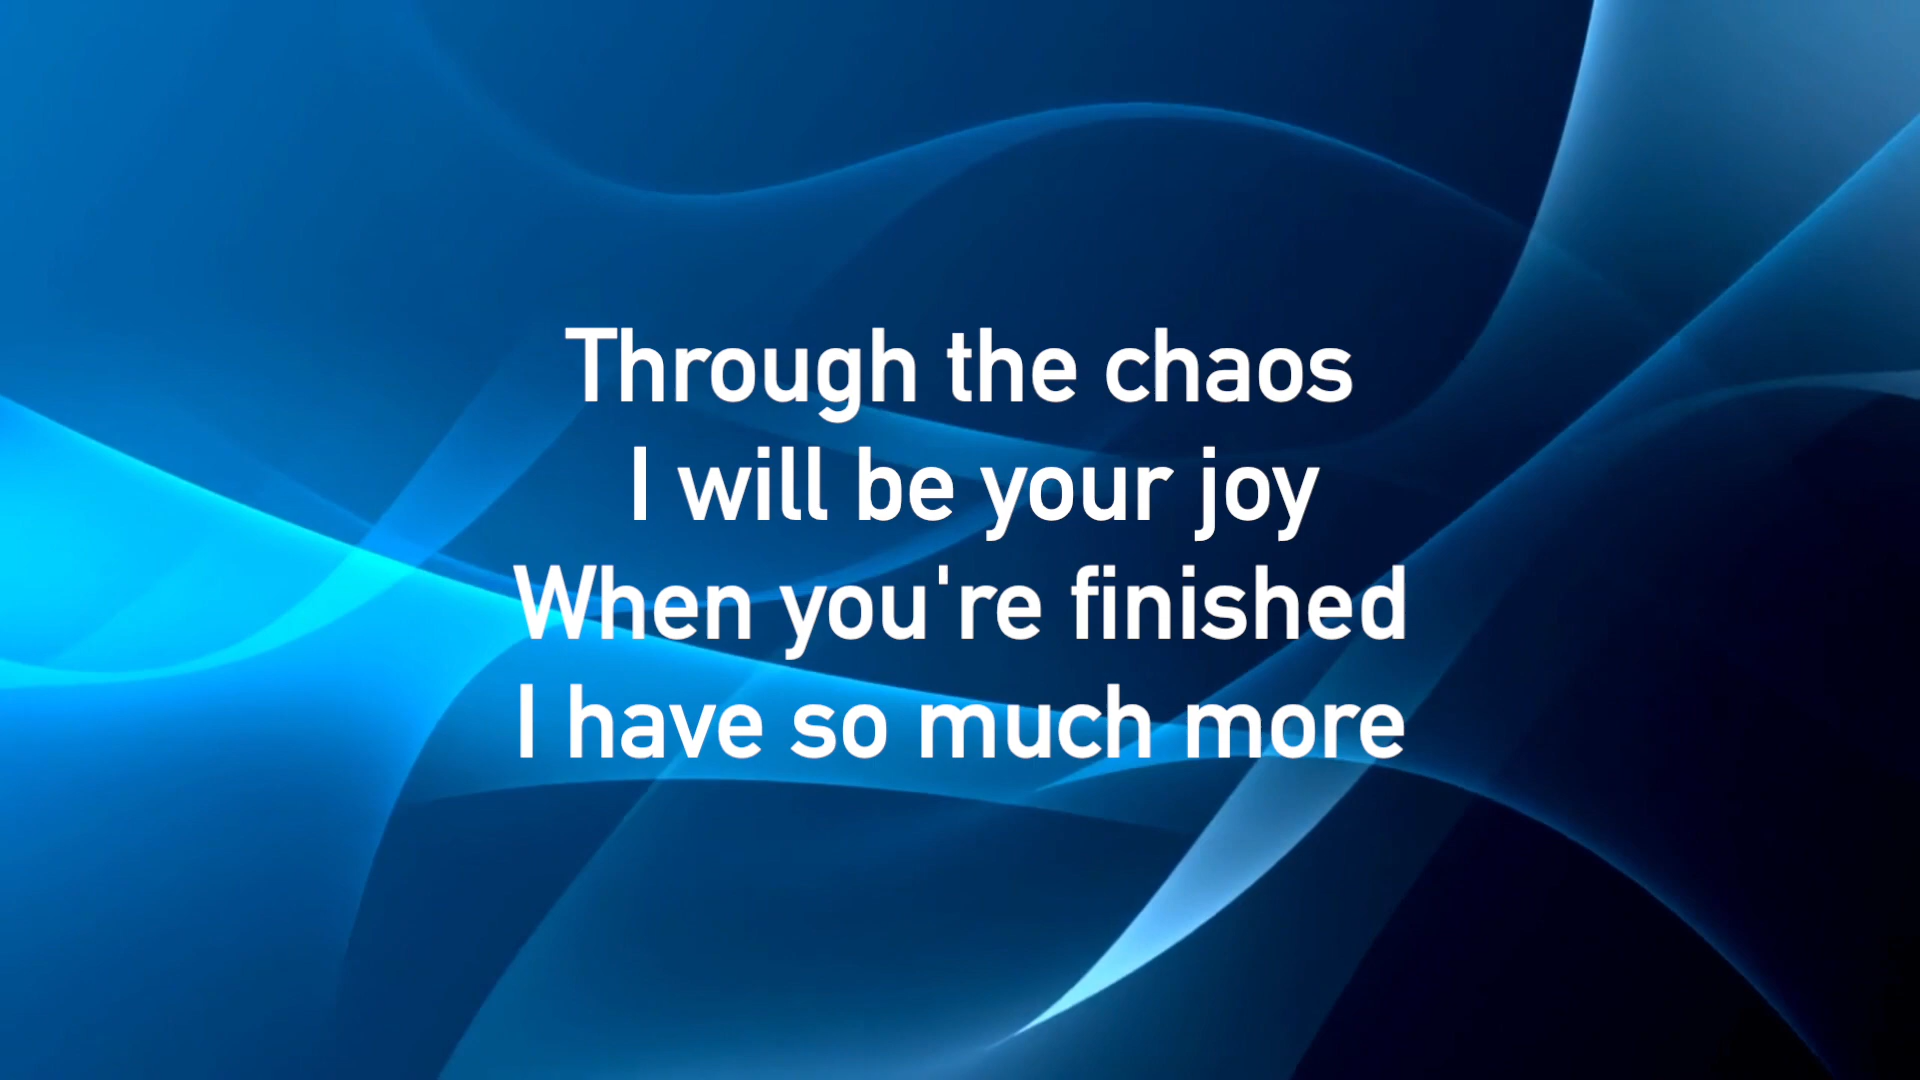 Through the chaos
I will be your joy
When you're finished
I have so much more